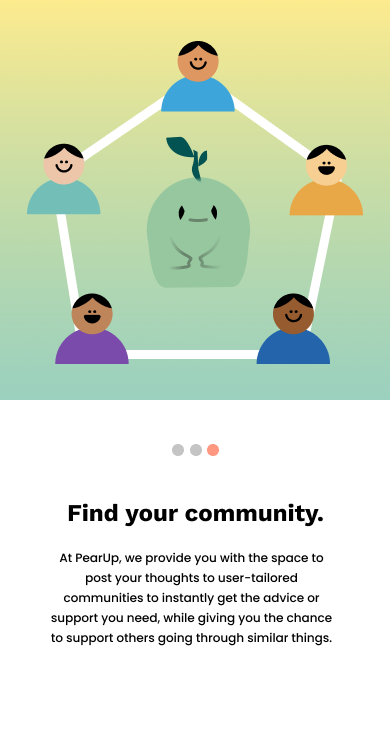 Find your community.
At PearUp, we provide you with the space to
post your thoughts to user-tailored
communities to instantly get the advice or
support you need, while giving you the chance
to support others going through similar things.